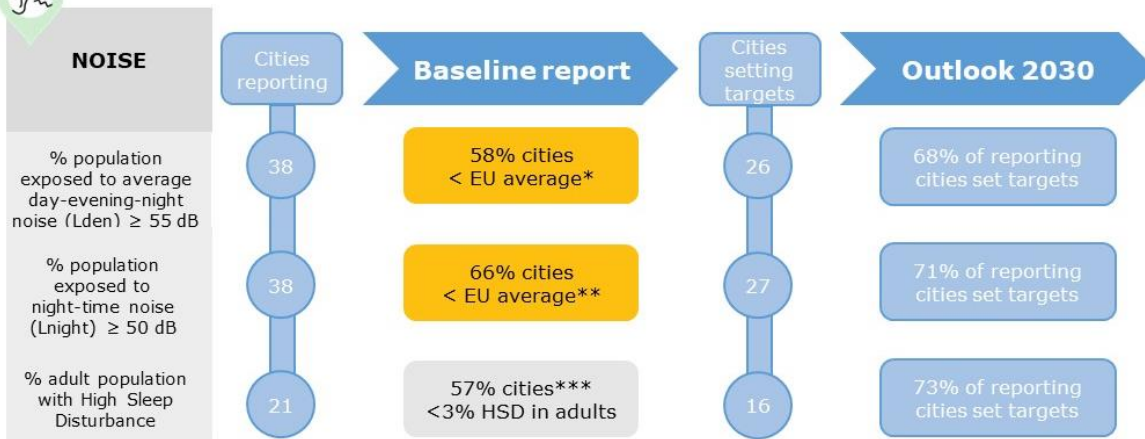 NOISE
Cities
reporting
Baseline report
Cities
setting
targets
Outlook 2030
% population
exposed to average
day-evening-night
noise (Lden) ≥ 55 dB
38
58% cities
< EU average*
26
68% of reporting
cities set targets
% population
exposed to
night-time noise
(Lnight) ≥ 50 dB
38
66% cities
< EU average**
27
71% of reporting
cities set targets
% adult population
with High Sleep
Disturbance
21
57% cities***
<3% HSD in adults
16
73% of reporting
cities set targets